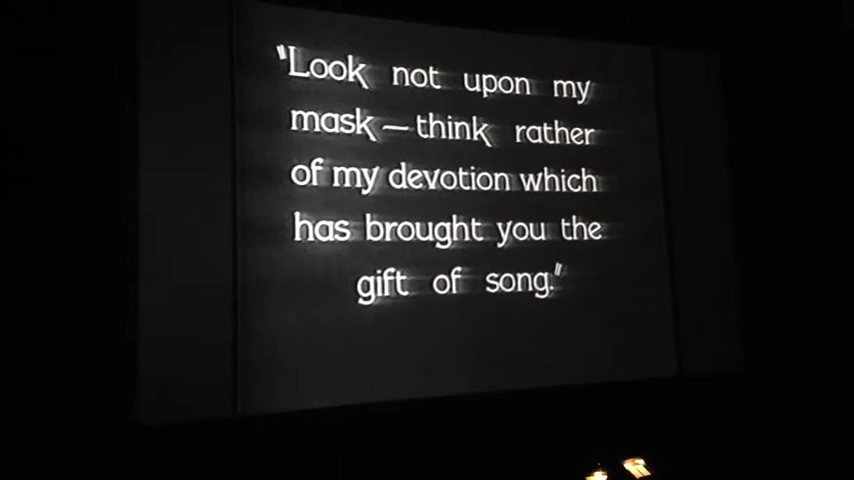 "Look not upon my
mask—think rather
of my devotion which
has brought you the
gift of song."